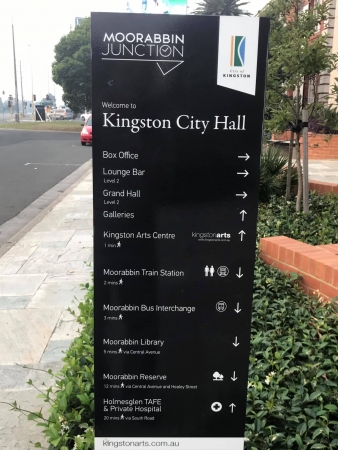 MOORABBIN
JUNCTION
CITY OF
KINGSTON
Welcome to
Kingston City Hall
Box Office
Lounge Bar
Level 2
Grand Hall
Level 2
Galleries
Kingston Arts Centre kingstonarts
1 min
Moorabbin Train Station
2 mins
Moorabbin Bus Interchange
3 mins
Moorabbin Library
5 mins via Central Avenue
Moorabbin Reserve
12 mins via Central Avenue and Healey Street
Holmesglen TAFE
& Private Hospital
20 mins via South Road
kingstonarts.com.au